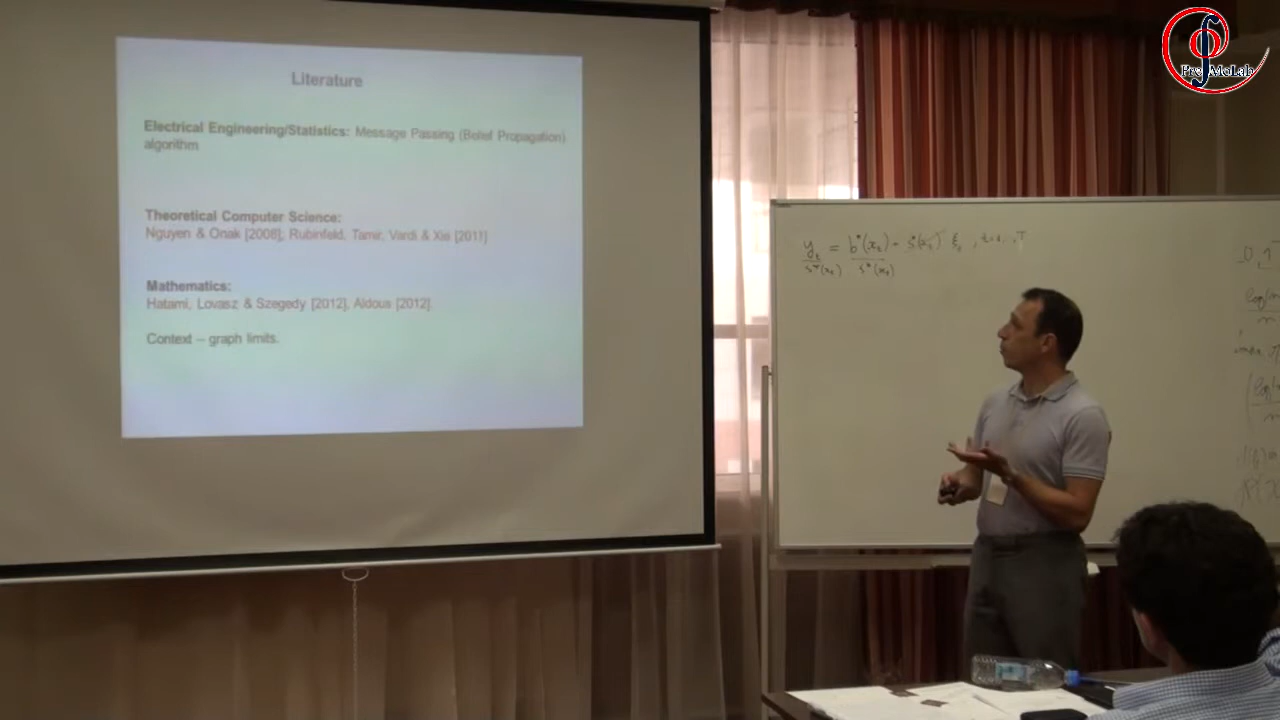 Literature
Electrical Engineering/Statistics: Message Passing (Belief Propagation)
algorithm
Theoretical Computer Science:
Nguyen & Onak [2008], Rubinfeld, Tamir, Vardi & Xie [2011]
Mathematics:
Hatami, Lovasz & Szegedy [2012], Aldous [2012].
Context – graph limits.
PreMoLab